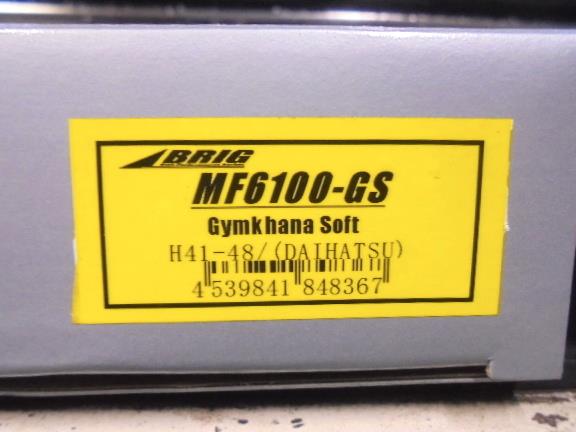 BRIG
MF6100-GS
Gymkhana Soft
H41-48/(DAIHATSU)
4 539841 848367